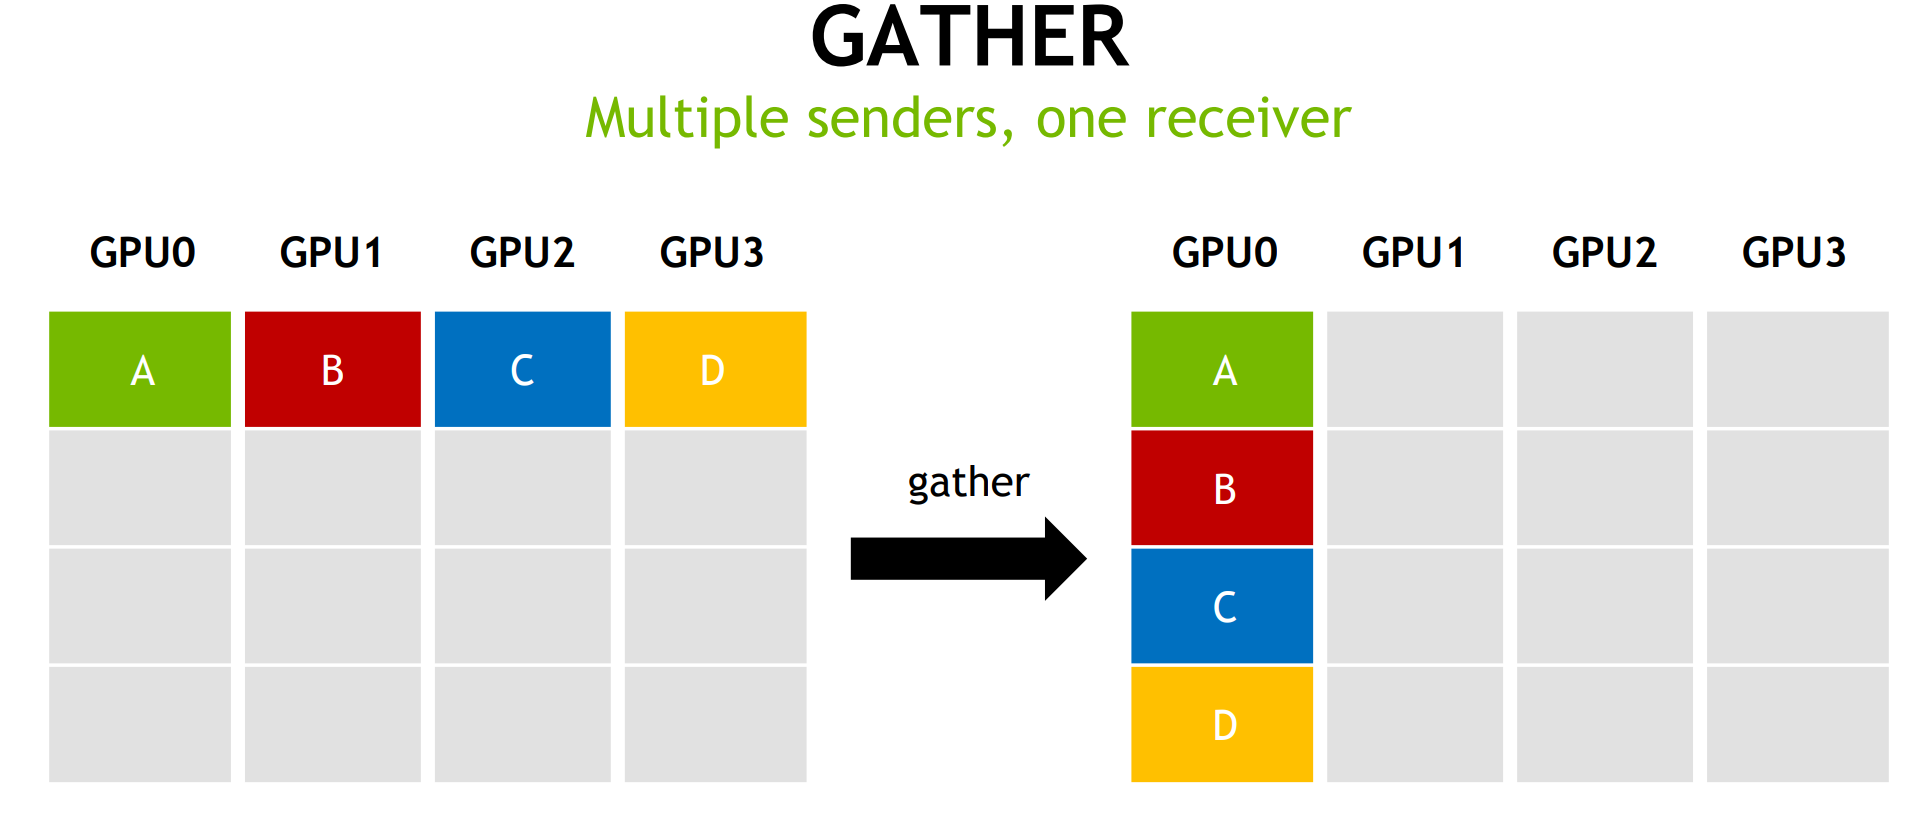 GATHER
Multiple senders, one receiver
GPU0 GPU1 GPU2 GPU3
A B C D
gather
GPU0 GPU1 GPU2 GPU3
A
B
C
D